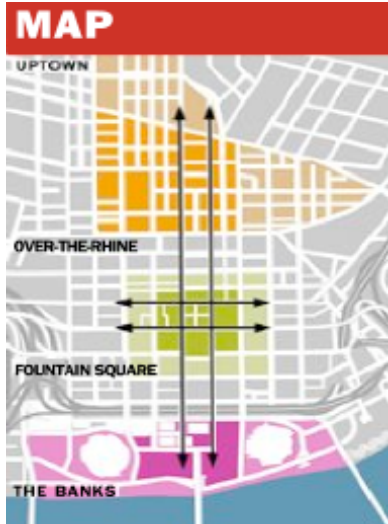 MAP
UPTOWN
OVER-THE-RHINE
FOUNTAIN SQUARE
THE BANKS